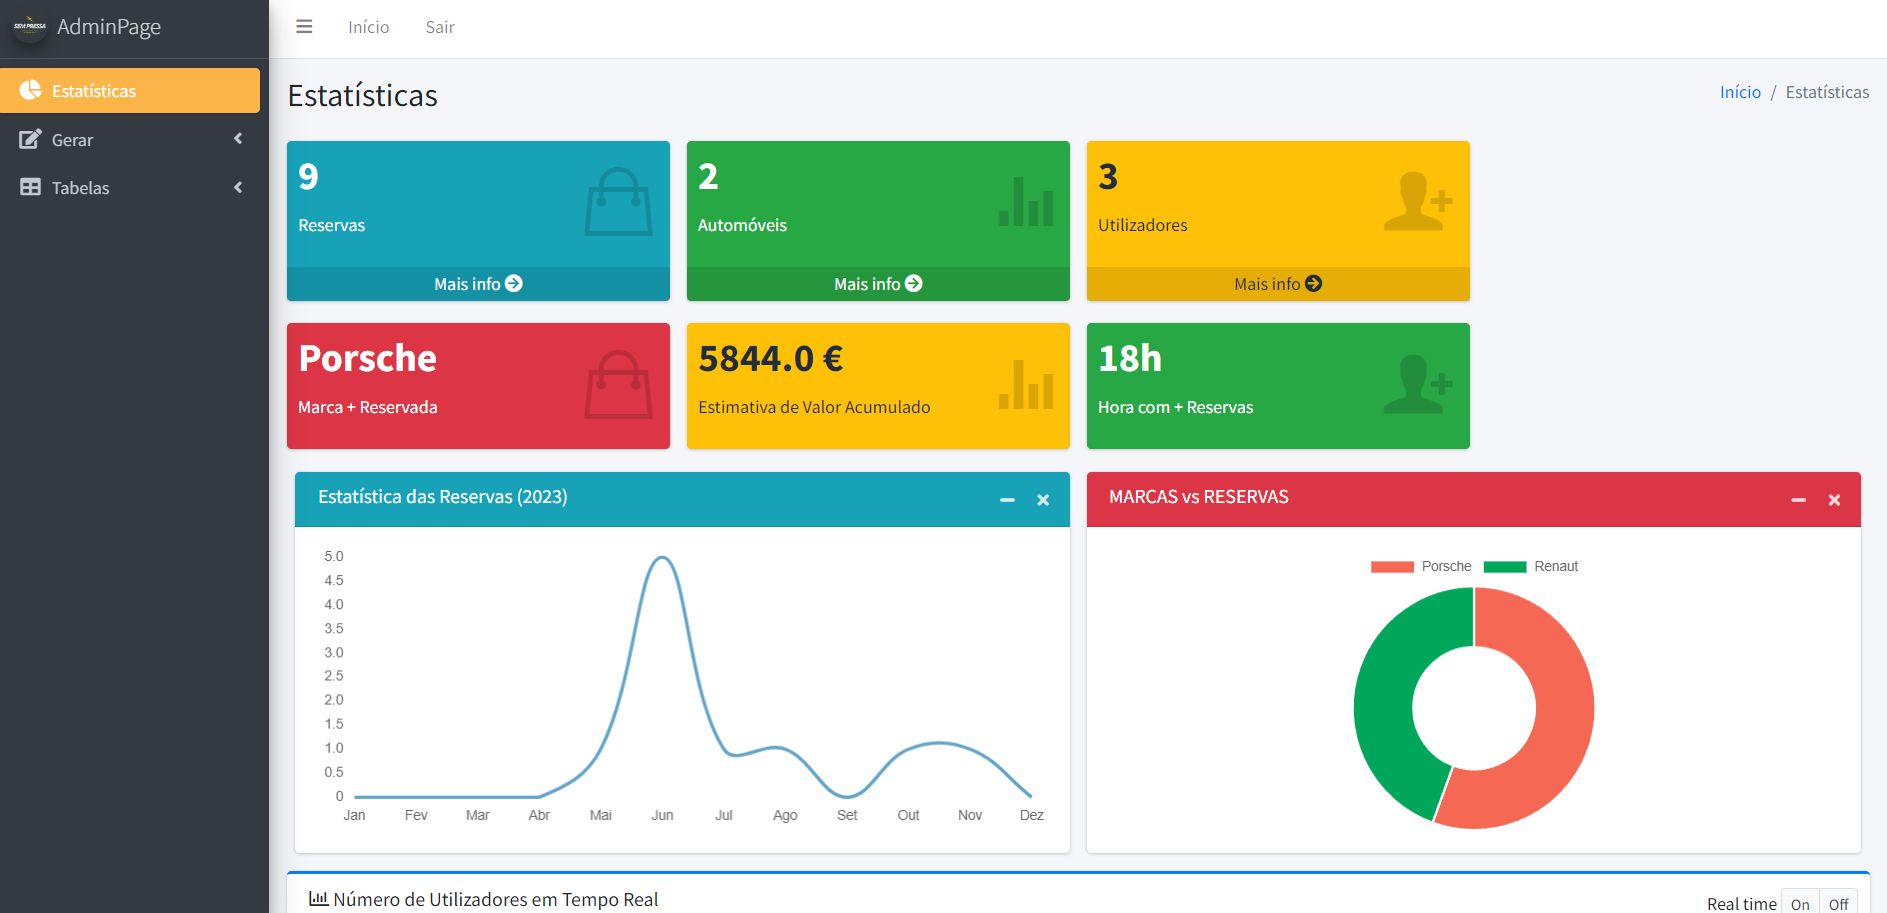 SEM PRESSA
AdminPage
Início
Sair
Estatísticas
Gerar
Tabelas
Estatísticas
Início / Estatísticas
9
Reservas
Mais info
2
Automóveis
Mais info
3
Utilizadores
Mais info
Porsche
Marca + Reservada
5844.0 €
Estimativa de Valor Acumulado
18h
Hora com + Reservas
Estatística das Reservas (2023)
5.0
4.5
4.0
3.5
3.0
2.5
2.0
1.5
1.0
0.5
0
Jan Fev Mar Abr Mai Jun Jul Ago Set Out Nov Dez
MARCAS vs RESERVAS
Porsche Renaut
Número de Utilizadores em Tempo Real
Real time On Off